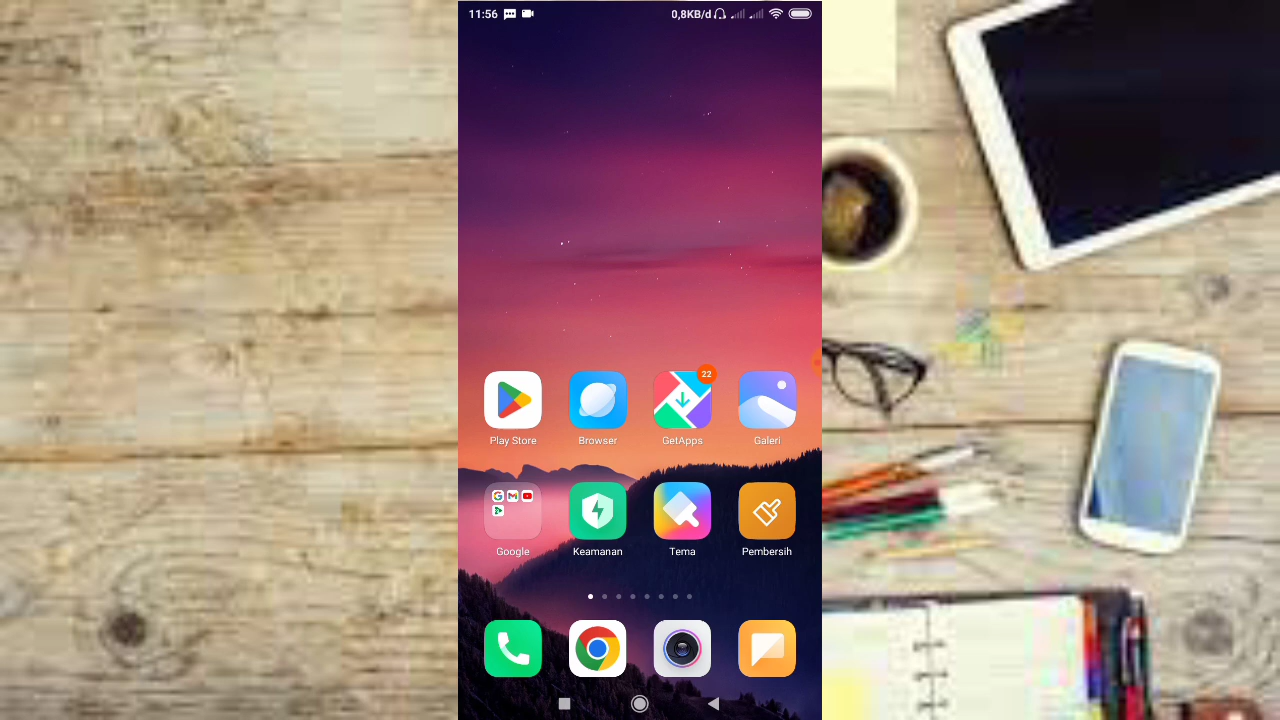 11:56 0,8KB/d
22
Play Store Browser GetApps Galeri
Google Keamanan Tema Pembersih